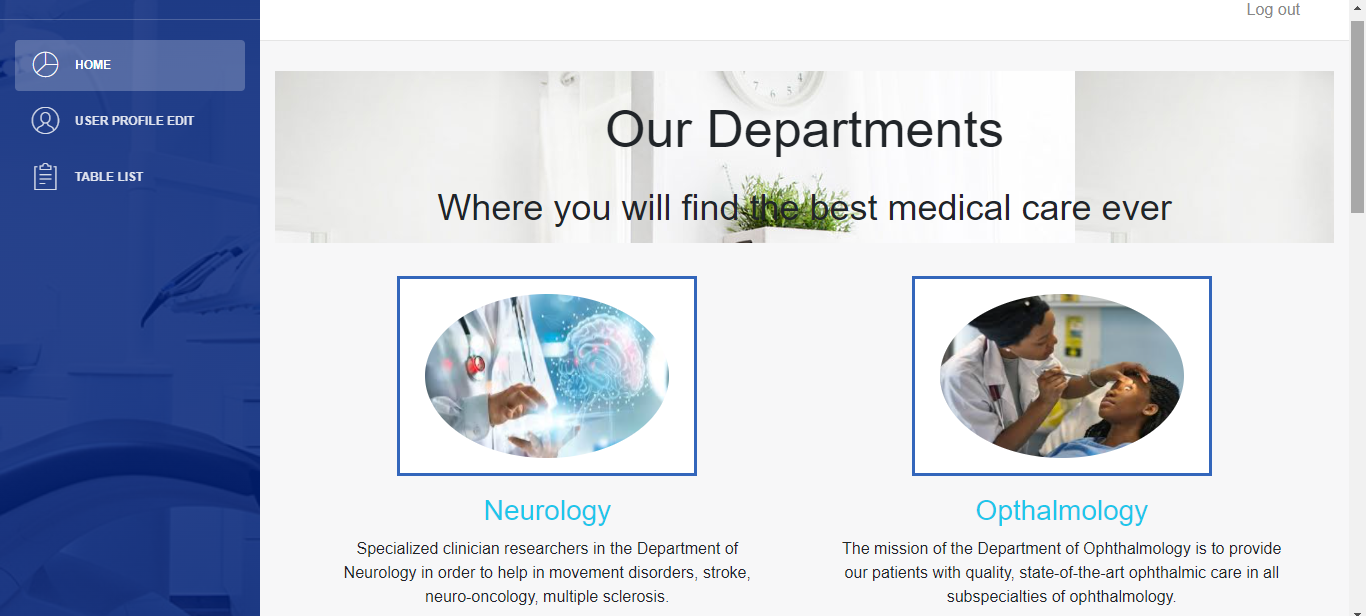 Log out
HOME
USER PROFILE EDIT
TABLE LIST
Our Departments
Where you will find the best medical care ever
Neurology
Specialized clinician researchers in the Department of
Neurology in order to help in movement disorders, stroke,
neuro-oncology, multiple sclerosis.
Opthalmology
The mission of the Department of Ophthalmology is to provide
our patients with quality, state-of-the-art ophthalmic care in all
subspecialties of ophthalmology.